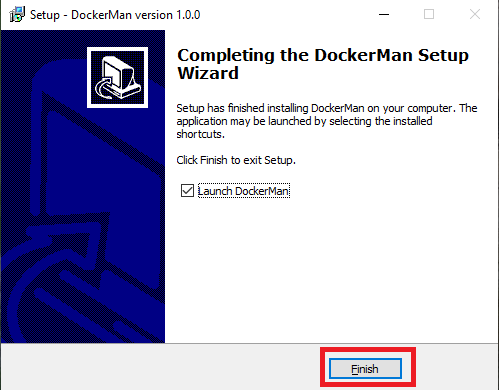 Setup - DockerMan version 1.0.0
Completing the DockerMan Setup
Wizard
Setup has finished installing DockerMan on your computer. The
application may be launched by selecting the installed
shortcuts.
Click Finish to exit Setup.
Launch DockerMan
Finish